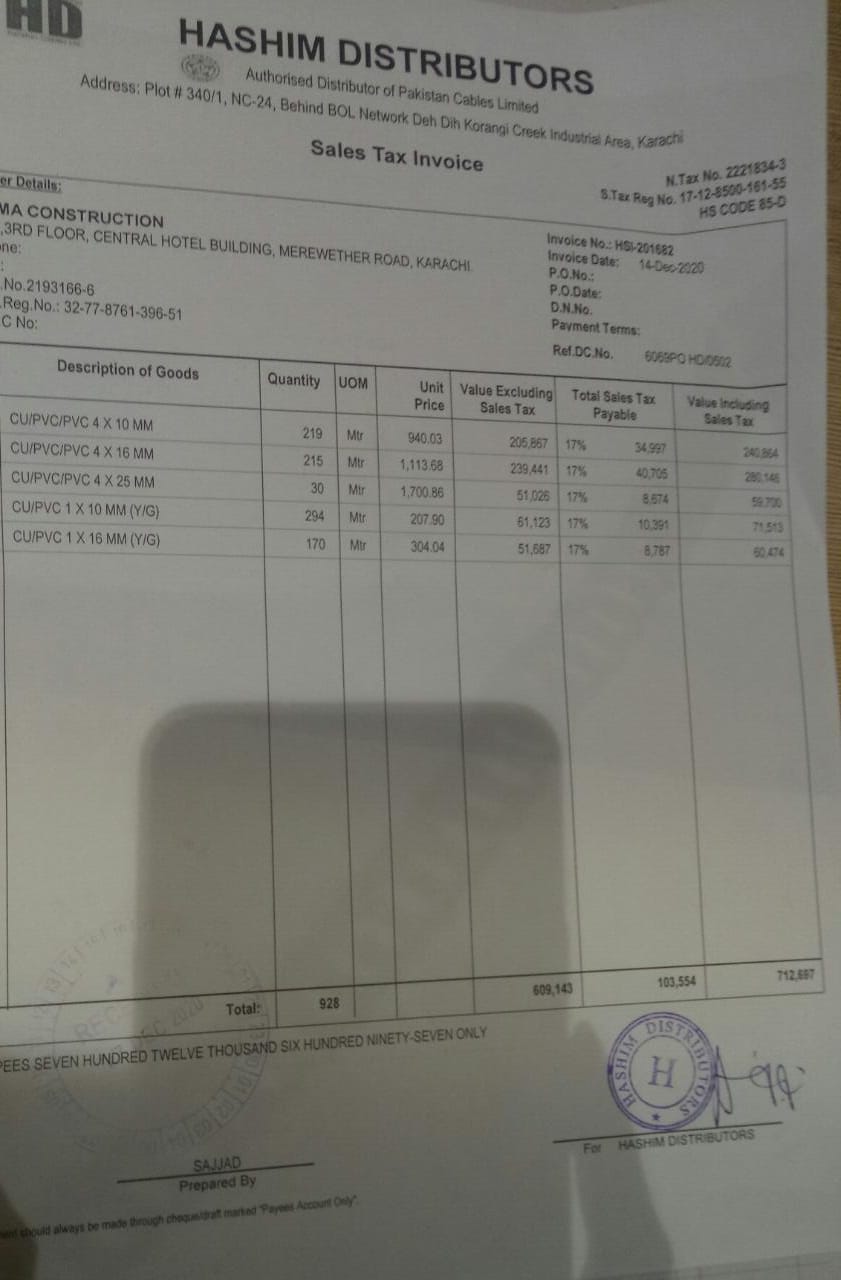 HD
HASHIM DISTRIBUTORS
Authorised Distributor of Pakistan Cables Limited
Address: Plot # 340/1, NC-24, Behind BOL Network Deh Dih Korangi Creek Industrial Area, Karachi
Sales Tax Invoice
N.Tax No. 2221834-3
S.Tax Reg No. 17-12-8500-161-55
HS CODE 85-D
er Details:
MA CONSTRUCTION
,3RD FLOOR, CENTRAL HOTEL BUILDING, MEREWETHER ROAD, KARACHI
ne:
:
.No.2193166-6
.Reg.No.: 32-77-8761-396-51
C No:
Invoice No.: HSI-201682
Invoice Date: 14-Dec-2020
P.O.No.:
P.O.Date:
D.N.No.
Payment Terms:
Ref.DC.No. 6069PO HD/0502
Description of Goods Quantity UOM Unit Price Value Excluding Sales Tax Total Sales Tax Payable Value Including Sales Tax
CU/PVC/PVC 4 X 10 MM 219 Mtr 940.03 205,867 17% 34,997 240,864
CU/PVC/PVC 4 X 16 MM 215 Mtr 1,113.68 239,441 17% 40,705 280,146
CU/PVC/PVC 4 X 25 MM 30 Mtr 1,700.86 51,026 17% 8,674 59,700
CU/PVC 1 X 10 MM (Y/G) 294 Mtr 207.90 61,123 17% 10,391 71,513
CU/PVC 1 X 16 MM (Y/G) 170 Mtr 304.04 51,687 17% 8,787 60,474
Total: 928 609,143 103,554 712,697
PEES SEVEN HUNDRED TWELVE THOUSAND SIX HUNDRED NINETY-SEVEN ONLY
DEC 2020
HASHIM DISTRIBUTORS
H
SAJJAD
Prepared By
For HASHIM DISTRIBUTORS
ent should always be made through cheque/draft marked "Payees Account Only".